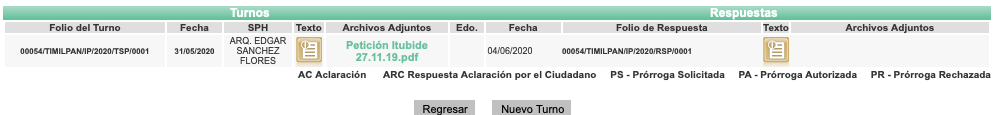 Turnos Respuestas
Folio del Turno Fecha SPH Texto Archivos Adjuntos Edo. Fecha Folio de Respuesta Texto Archivos Adjuntos
00054/TIMILPAN/IP/2020/TSP/0001 31/05/2020 ARQ. EDGAR SANCHEZ FLORES Petición Itubide 27.11.19.pdf 04/06/2020 00054/TIMILPAN/IP/2020/RSP/0001
AC Aclaración ARC Respuesta Aclaración por el Ciudadano PS - Prórroga Solicitada PA - Prórroga Autorizada PR - Prórroga Rechazada
Regresar Nuevo Turno